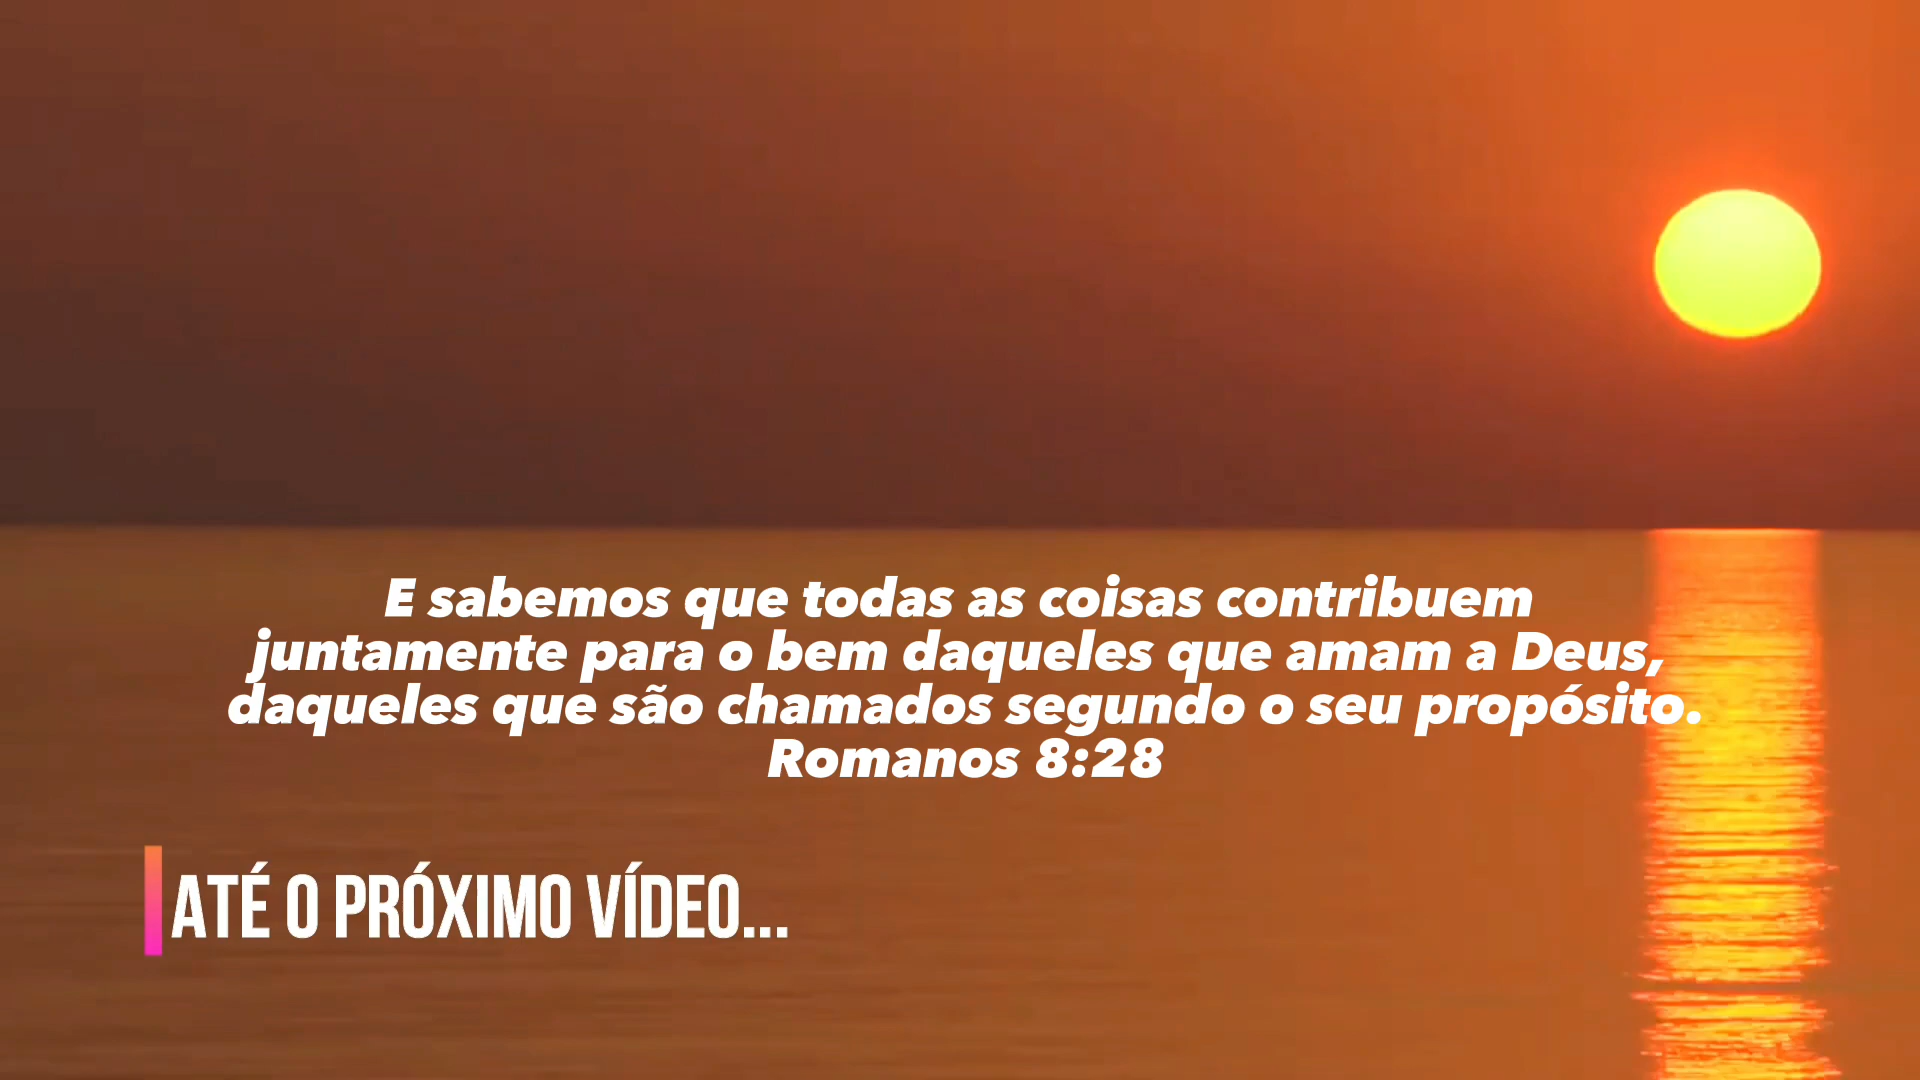 E sabemos que todas as coisas contribuem
juntamente para o bem daqueles que amam a Deus,
daqueles que são chamados segundo o seu propósito.
Romanos 8:28
ATÉ O PRÓXIMO VÍDEO...